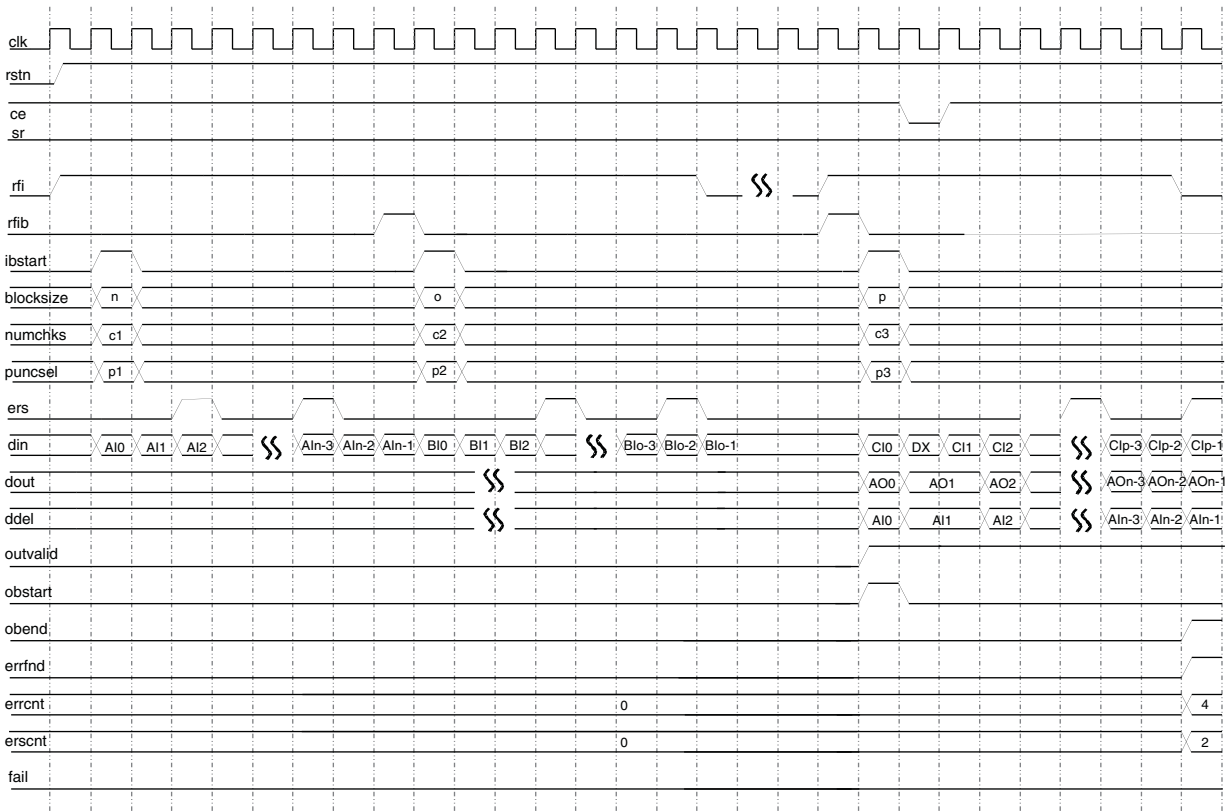 clk
rstn
ce
sr
rfi
rfib
ibstart
blocksize n o p
numchks c1 c2 c3
puncsel p1 p2 p3
ers
din AI0 AI1 AI2 AIn-3 AIn-2 AIn-1 BI0 BI1 BI2 BIo-3 BIo-2 BIo-1 CI0 DX CI1 CI2 CIp-3 CIp-2 CIp-1
dout AO0 AO1 AO2 AOn-3 AOn-2 AOn-1
ddel AI0 AI1 AI2 AIn-3 AIn-2 AIn-1
outvalid
obstart
obend
errfnd
errcnt 0 4
erscnt 0 2
fail